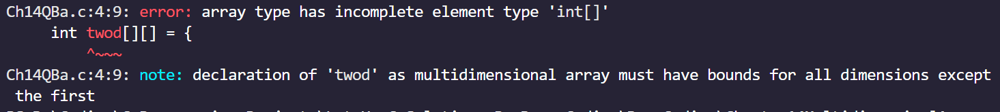 Ch14QBa.c:4:9: error: array type has incomplete element type 'int[]'
     int twod[][] = {
         ^~~~
Ch14QBa.c:4:9: note: declaration of 'twod' as multidimensional array must have bounds for all dimensions except
 the first